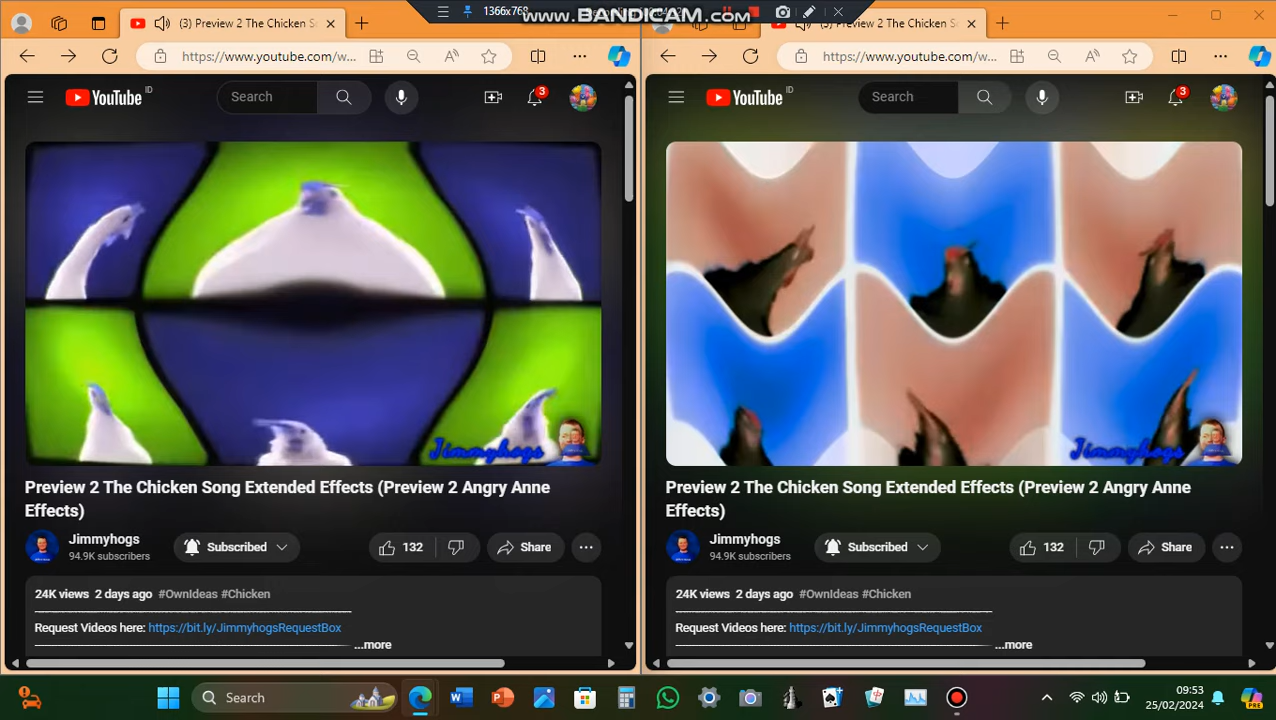 1366x768
www.BANDICAM.com
(3) Preview 2 The Chicken S
https://www.youtube.com/w...
YouTube ID
Search
3
Jimmyhogs
Preview 2 The Chicken Song Extended Effects (Preview 2 Angry Anne
Effects)
Jimmyhogs
94.9K subscribers
Subscribed
132
Share
24K views 2 days ago #OwnIdeas #Chicken
Request Videos here: https://bit.ly/JimmyhogsRequestBox
...more
(3) Preview 2 The Chicken S
https://www.youtube.com/w...
YouTube ID
Search
3
Jimmyhogs
Preview 2 The Chicken Song Extended Effects (Preview 2 Angry Anne
Effects)
Jimmyhogs
94.9K subscribers
Subscribed
132
Share
24K views 2 days ago #OwnIdeas #Chicken
Request Videos here: https://bit.ly/JimmyhogsRequestBox
...more
Search
09:53
25/02/2024
PRE